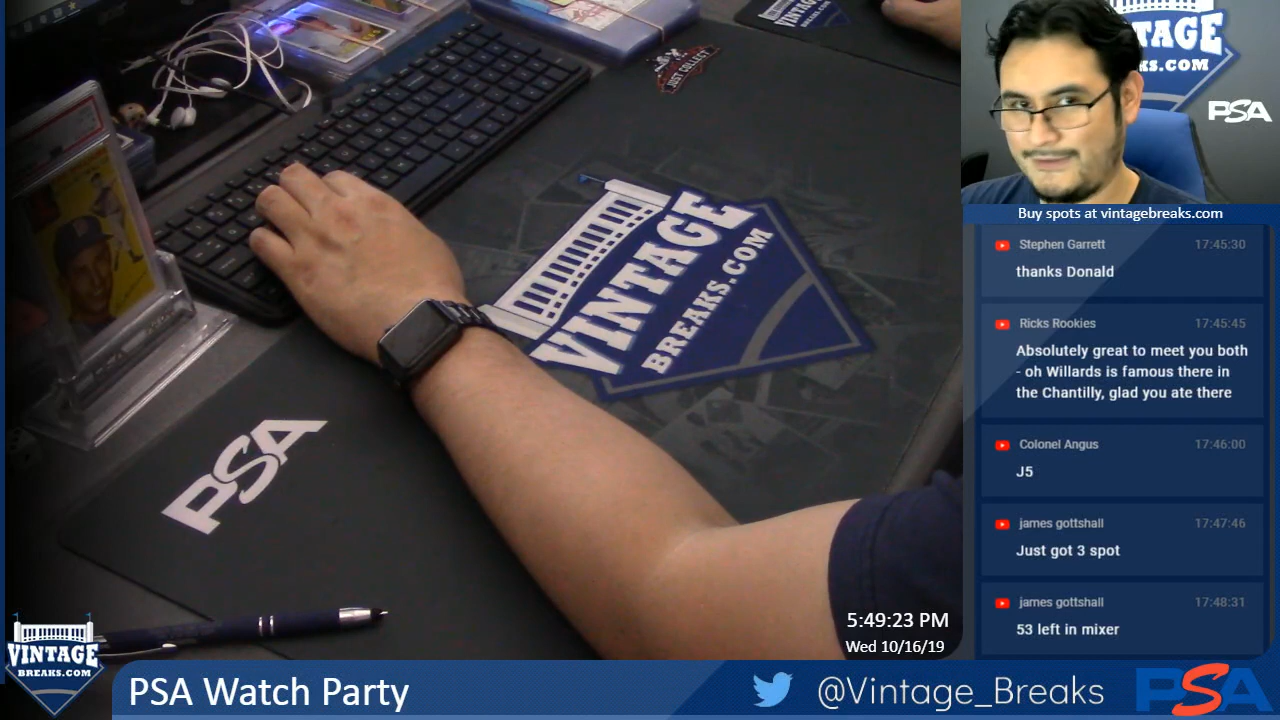 VINTAGE
JUST COLLECT
VINTAGE
BREAKS.COM
PSA
TAGE
KS.COM
PSA
Buy spots at vintagebreaks.com
Stephen Garrett 17:45:30
thanks Donald
Ricks Rookies 17:45:45
Absolutely great to meet you both
- oh Willards is famous there in
the Chantilly, glad you ate there
Colonel Angus 17:46:00
J5
james gottshall 17:47:46
Just got 3 spot
james gottshall 17:48:31
53 left in mixer
5:49:23 PM
Wed 10/16/19
VINTAGE
BREAKS.COM
PSA Watch Party
@Vintage_Breaks
PSA